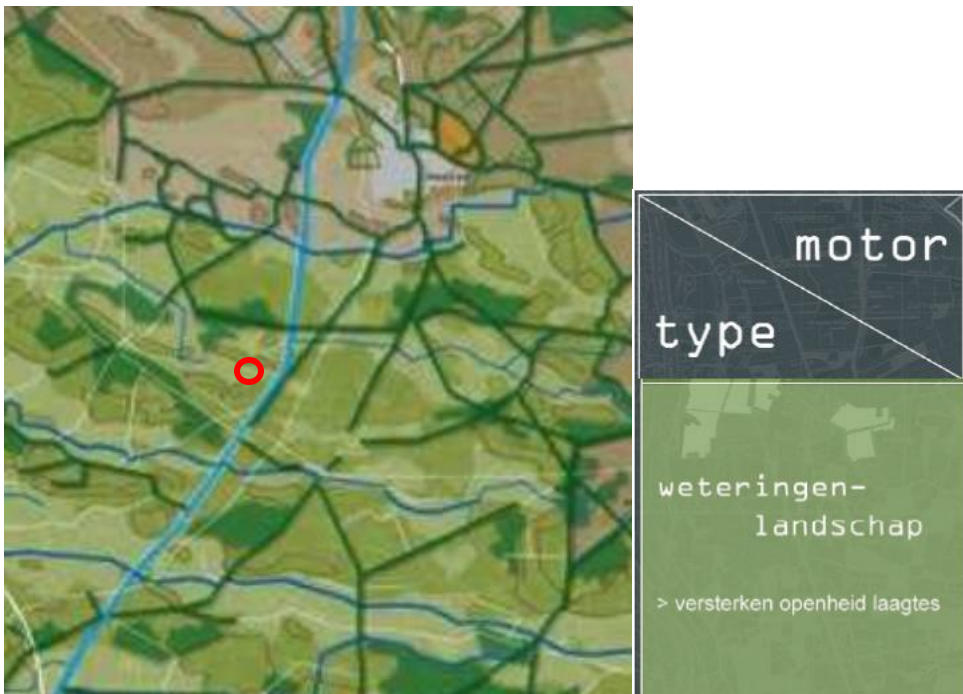 motor
type
weteringen-
landschap
> versterken openheid laagtes